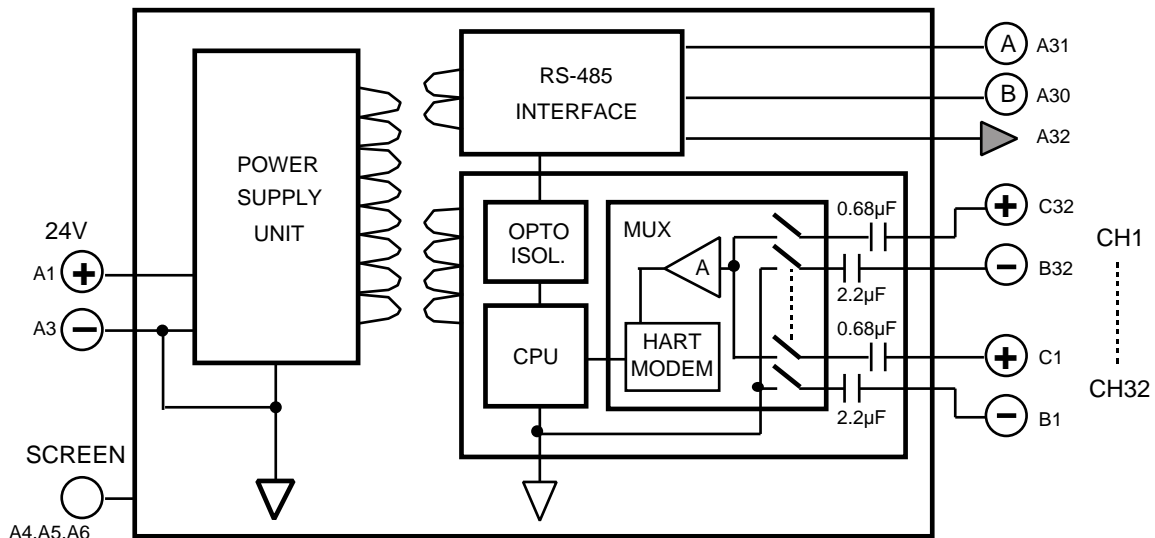 RS-485
INTERFACE
A
A31
B
A30
A32
POWER
SUPPLY
UNIT
24V
A1
+
A3
−
SCREEN
A4,A5,A6
OPTO
ISOL.
CPU
MUX
A
HART
MODEM
0.68µF
+
C32
2.2µF
−
B32
0.68µF
+
C1
2.2µF
−
B1
CH1
CH32